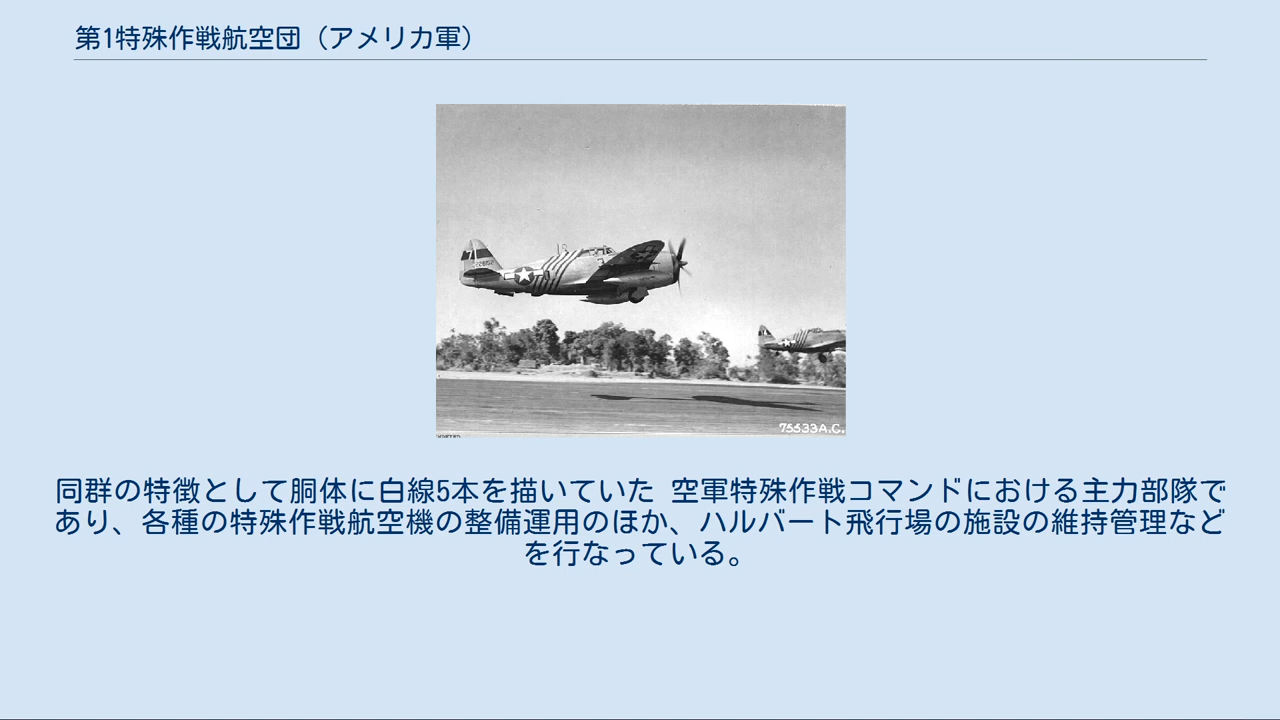 第1特殊作戦航空団（アメリカ軍）
75533A.C.
同群の特徴として胴体に白線5本を描いていた 空軍特殊作戦コマンドにおける主力部隊で
あり、各種の特殊作戦航空機の整備運用のほか、ハルバート飛行場の施設の維持管理など
を行なっている。